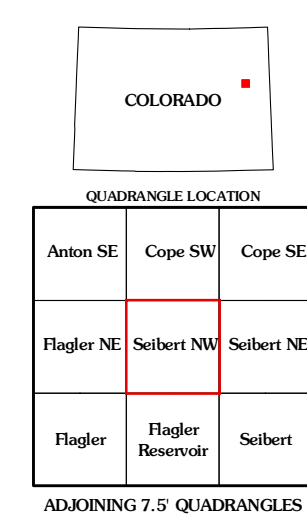 COLORADO
QUADRANGLE LOCATION
Anton SE Cope SW Cope SE
Flagler NE Seibert NW Seibert NE
Flagler Flagler Reservoir Seibert
ADJOINING 7.5' QUADRANGLES